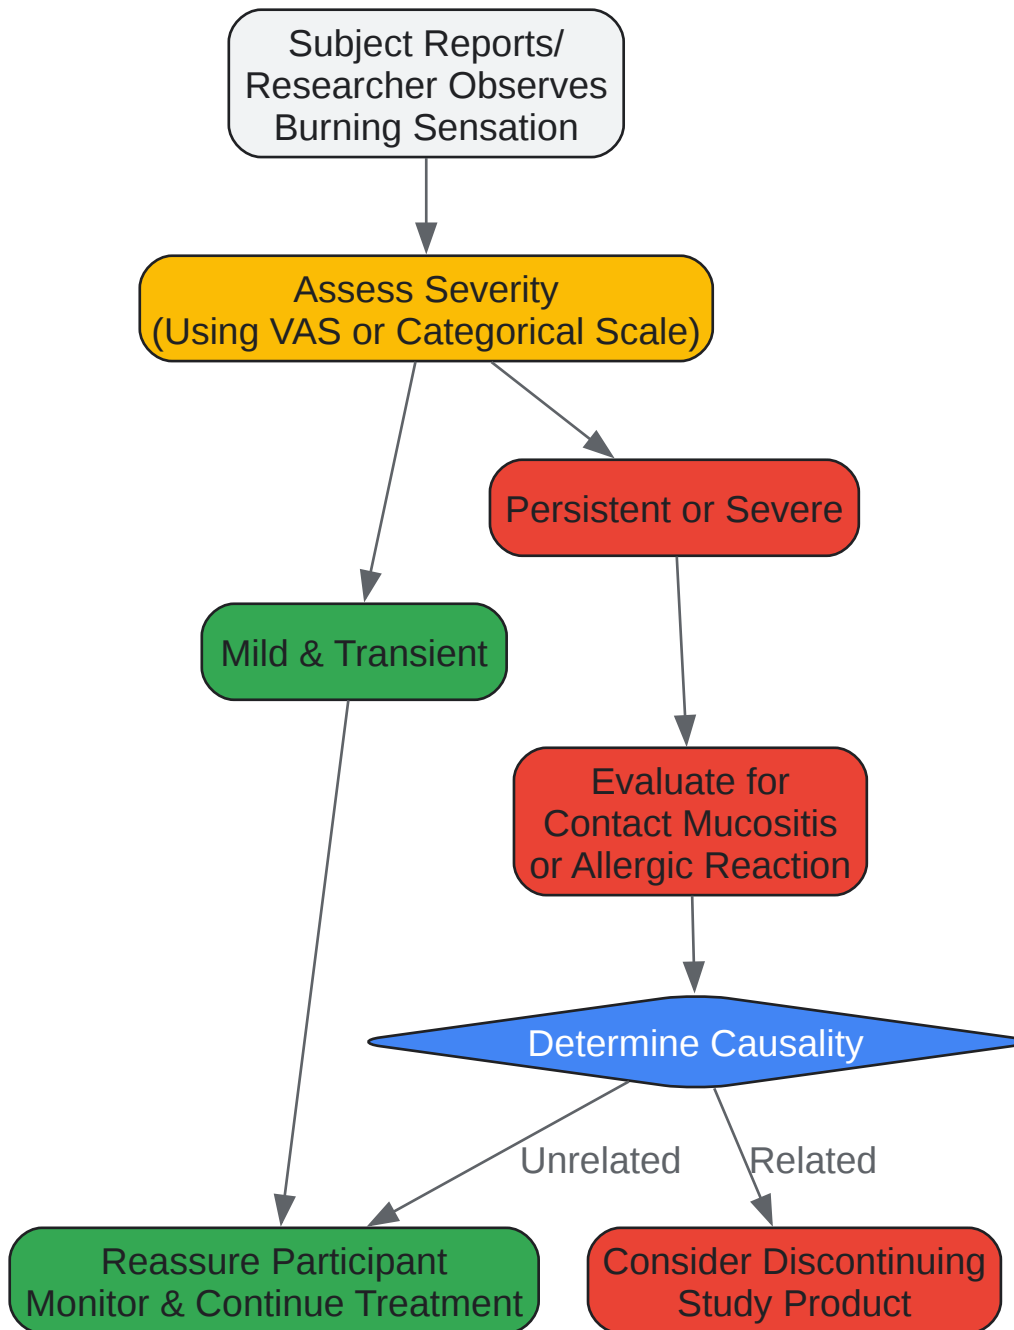 Subject Reports/
Researcher Observes
Burning Sensation
Assess Severity
(Using VAS or Categorical Scale)
Persistent or Severe
Mild & Transient
Evaluate for
Contact Mucositis
or Allergic Reaction
Determine Causality
Unrelated
Related
Reassure Participant
Monitor & Continue Treatment
Consider Discontinuing
Study Product